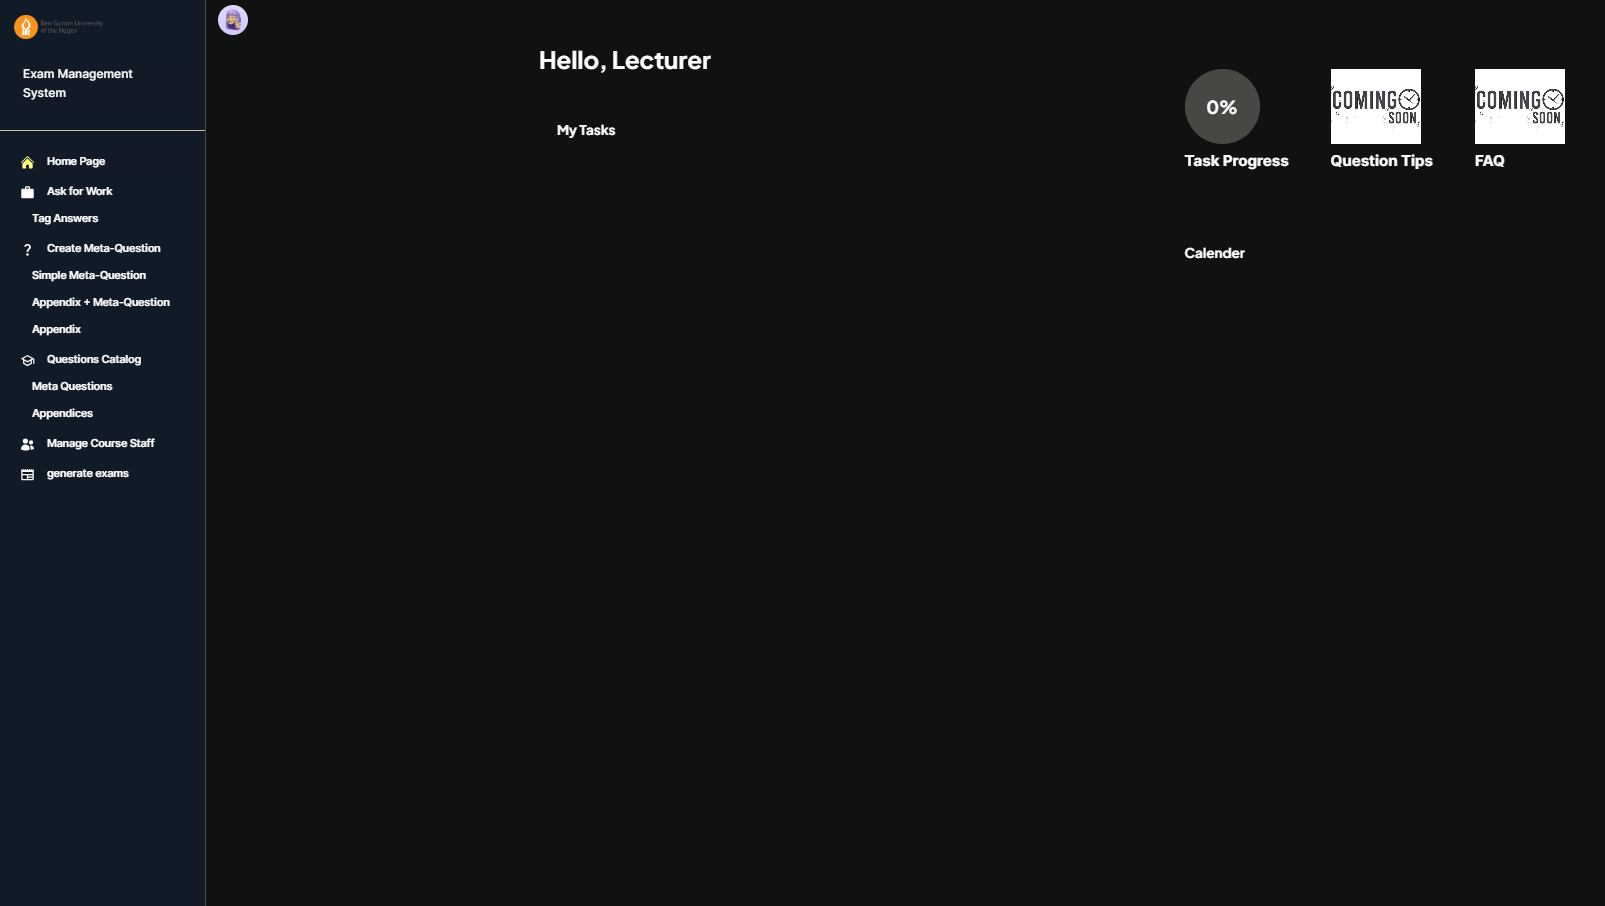 Ben-Gurion University
of the Negev
Exam Management
System
Home Page
Ask for Work
Tag Answers
? Create Meta-Question
Simple Meta-Question
Appendix + Meta-Question
Appendix
Questions Catalog
Meta Questions
Appendices
Manage Course Staff
generate exams
Hello, Lecturer
My Tasks
0%
Task Progress
COMING
SOON
Question Tips
COMING
SOON
FAQ
Calender